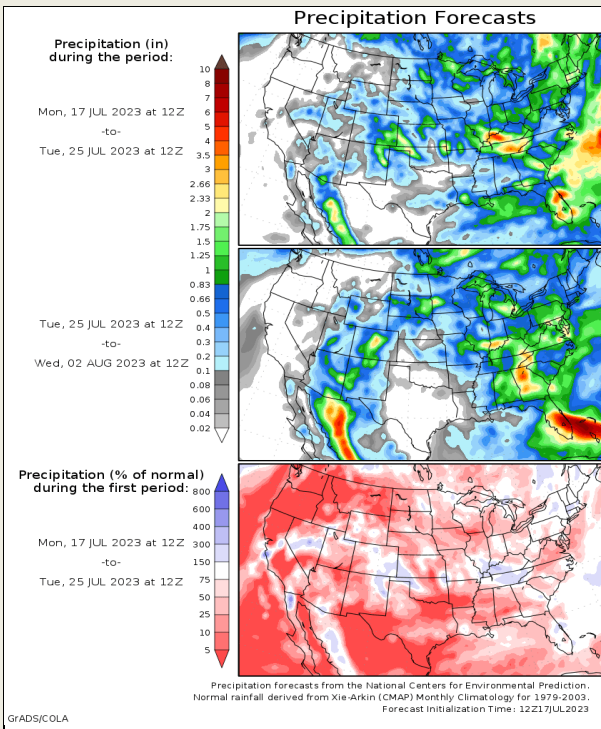 Precipitation Forecasts
Precipitation (in)
during the period:
Mon, 17 JUL 2023 at 12Z
-to-
Tue, 25 JUL 2023 at 12Z
10
8
7
6
5
4
3.5
3
2.66
2.33
2
1.75
1.5
1.25
1
0.83
0.66
0.5
0.4
0.3
0.2
0.1
0.08
0.06
0.04
0.02
Tue, 25 JUL 2023 at 12Z
-to-
Wed, 02 AUG 2023 at 12Z
Precipitation (% of normal)
during the first period:
Mon, 17 JUL 2023 at 12Z
-to-
Tue, 25 JUL 2023 at 12Z
800
600
400
300
150
75
50
25
10
5
Precipitation forecasts from the National Centers for Environmental Prediction.
Normal rainfall derived from Xie-Arkin (CMAP) Monthly Climatology for 1979-2003.
Forecast Initialization Time: 12Z17JUL2023
GrADS/COLA